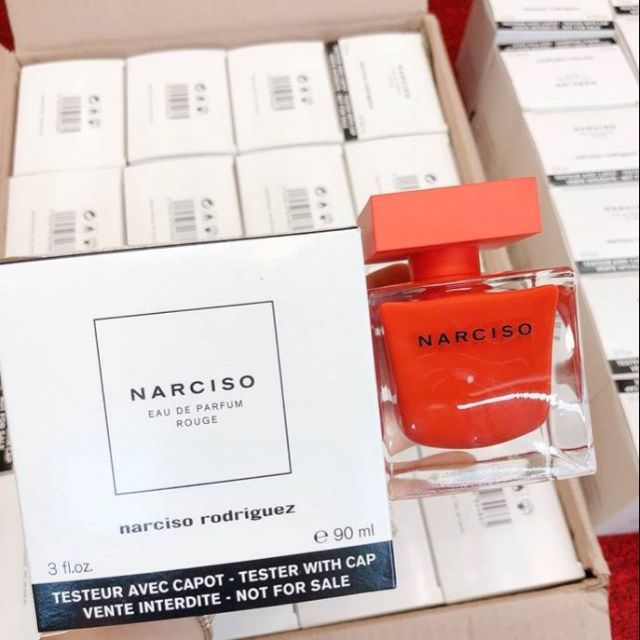 NARCISO
EAU DE PARFUM
ROUGE
narciso rodriguez
3 fl.oz.
℮ 90 ml
TESTEUR AVEC CAPOT - TESTER WITH CAP
VENTE INTERDITE - NOT FOR SALE
NARCISO